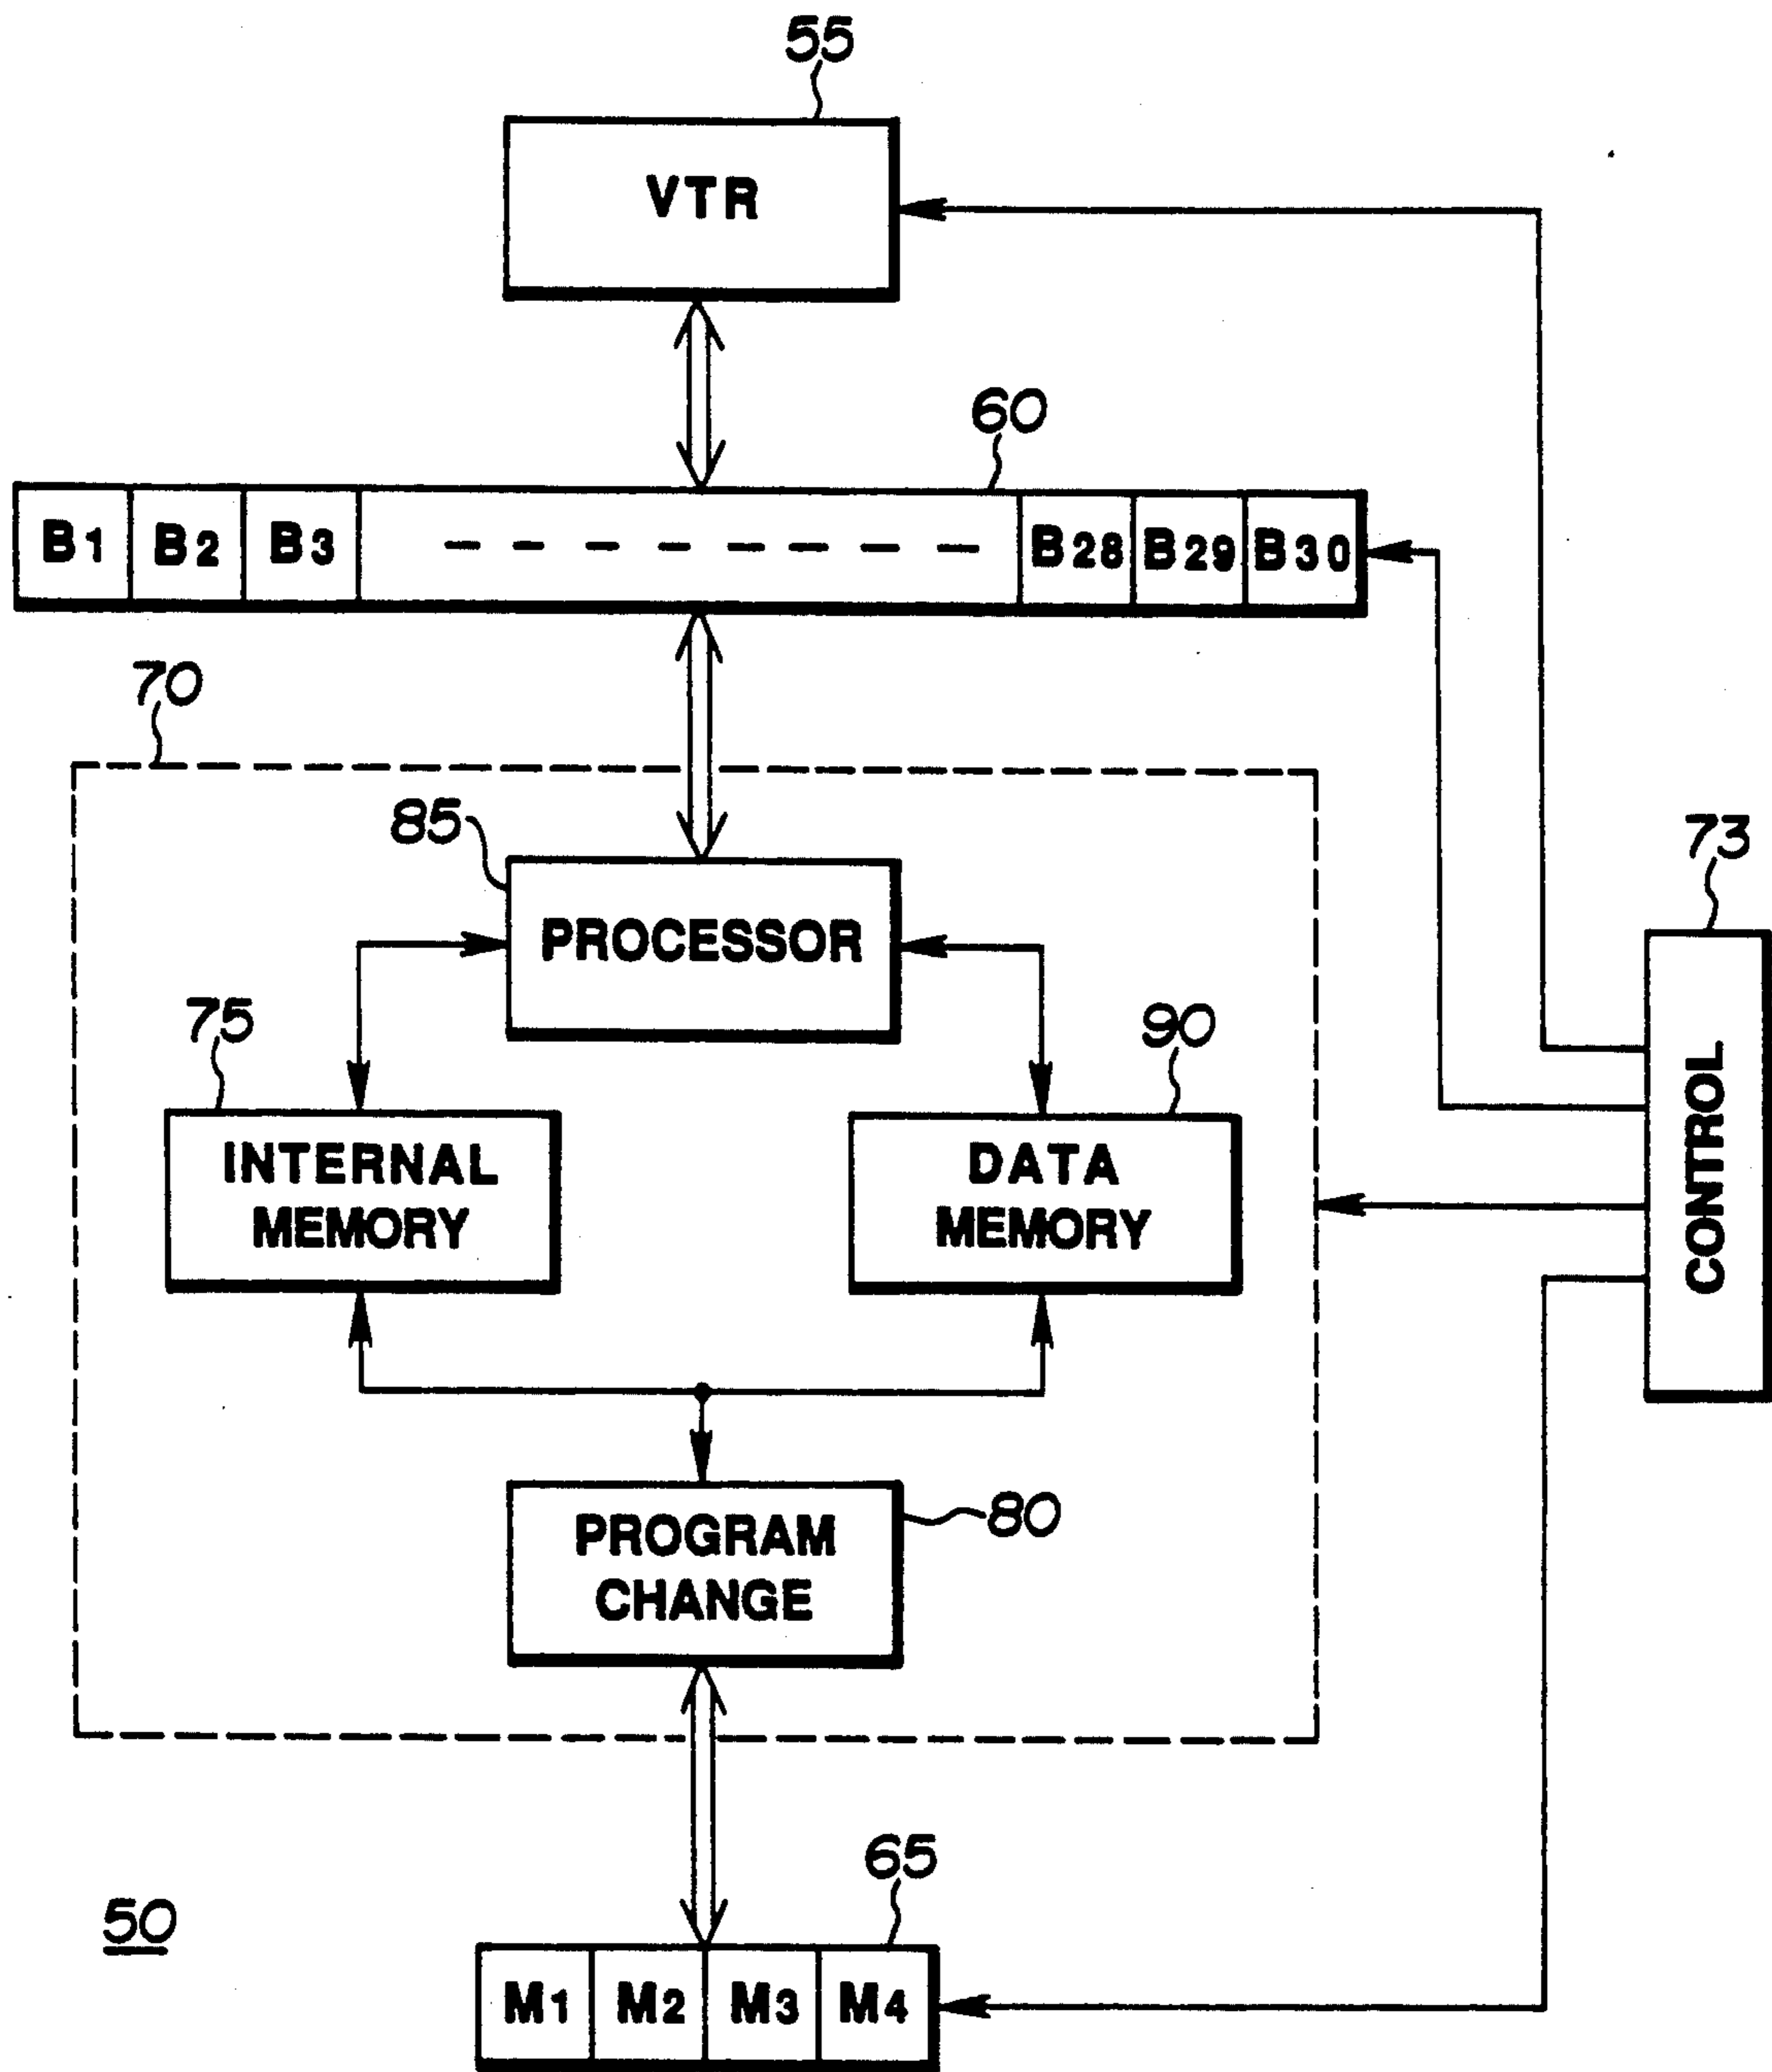 55
VTR
60
B1 B2 B3 B28 B29 B30
70
85
PROCESSOR
73
CONTROL
75
INTERNAL
MEMORY
90
DATA
MEMORY
PROGRAM
CHANGE
80
65
50
M1 M2 M3 M4